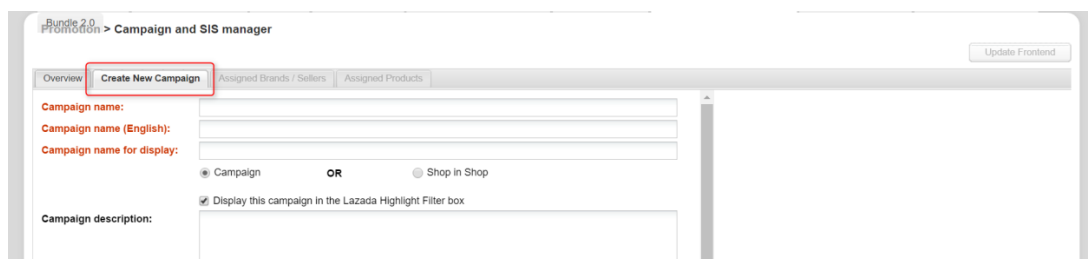 Bundle 2.0
Promotion > Campaign and SIS manager
Update Frontend
Overview Create New Campaign Assigned Brands / Sellers Assigned Products
Campaign name:
Campaign name (English):
Campaign name for display:
Campaign OR Shop in Shop
Display this campaign in the Lazada Highlight Filter box
Campaign description: